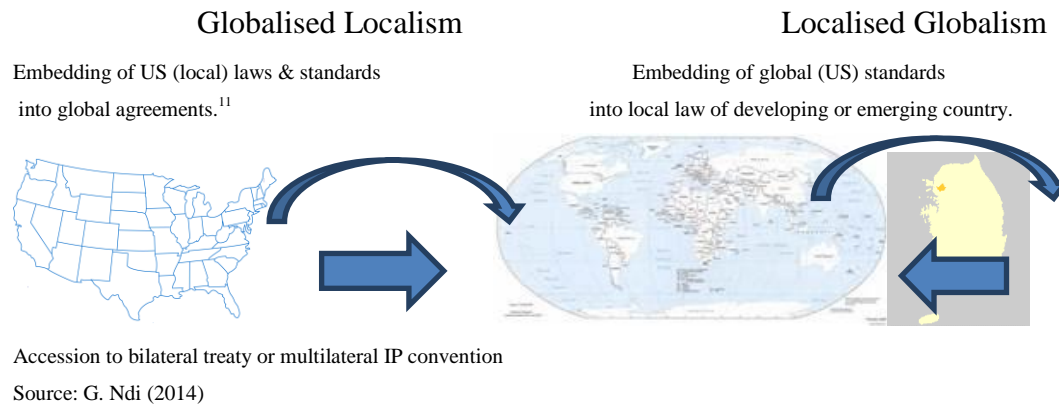 Globalised Localism
Localised Globalism
Embedding of US (local) laws & standards
into global agreements.11
Embedding of global (US) standards
into local law of developing or emerging country.
Accession to bilateral treaty or multilateral IP convention
Source: G. Ndi (2014)